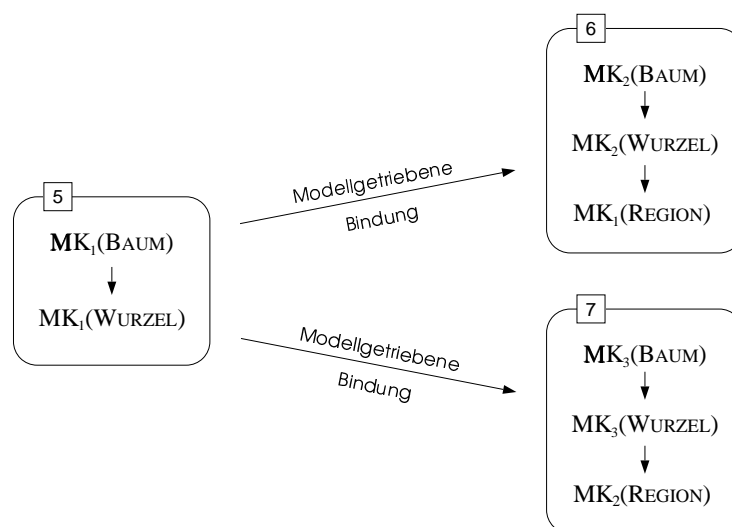 5
MK₁(BAUM)
MK₁(WURZEL)
Modellgetriebene
Bindung
6
MK₂(BAUM)
MK₂(WURZEL)
MK₁(REGION)
Modellgetriebene
Bindung
7
MK₃(BAUM)
MK₃(WURZEL)
MK₂(REGION)